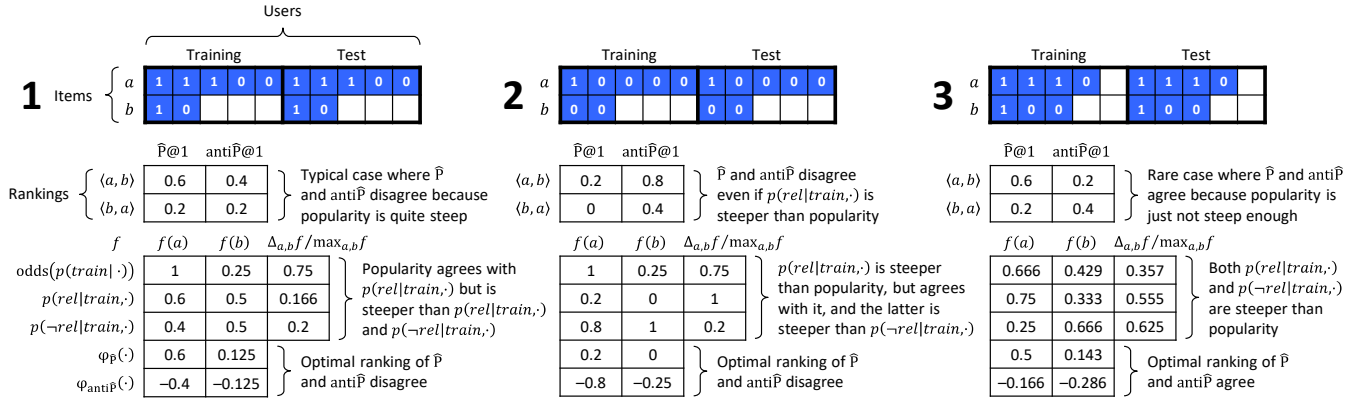 Users
Training Test
1 Items
a 1 1 1 0 0 1 1 1 0 0
b 1 0 1 0
P̂@1 antiP̂@1
Rankings
⟨a, b⟩ 0.6 0.4
⟨b, a⟩ 0.2 0.2
Typical case where P̂
and antiP̂ disagree because
popularity is quite steep
f f(a) f(b) Δa,b f/maxa,b f
odds(p(train| ·)) 1 0.25 0.75
p(rel|train,·) 0.6 0.5 0.166
p(¬rel|train,·) 0.4 0.5 0.2
φP̂(·) 0.6 0.125
φantiP̂(·) −0.4 −0.125
Popularity agrees with
p(rel|train,·) but is
steeper than p(rel|train,·)
and p(¬rel|train,·)
Optimal ranking of P̂
and antiP̂ disagree
Training Test
2
a 1 0 0 0 0 1 0 0 0 0
b 0 0 0 0
P̂@1 antiP̂@1
⟨a, b⟩ 0.2 0.8
⟨b, a⟩ 0 0.4
P̂ and antiP̂ disagree
even if p(rel|train,·) is
steeper than popularity
f(a) f(b) Δa,b f/maxa,b f
1 0.25 0.75
0.2 0 1
0.8 1 0.2
0.2 0
−0.8 −0.25
p(rel|train,·) is steeper
than popularity, but agrees
with it, and the latter is
steeper than p(¬rel|train,·)
Optimal ranking of P̂
and antiP̂ disagree
Training Test
3
a 1 1 1 0 1 1 1 0
b 1 0 0 1 0 0
P̂@1 antiP̂@1
⟨a, b⟩ 0.6 0.2
⟨b, a⟩ 0.2 0.4
Rare case where P̂ and antiP̂
agree because popularity is
just not steep enough
f(a) f(b) Δa,b f/maxa,b f
0.666 0.429 0.357
0.75 0.333 0.555
0.25 0.666 0.625
0.5 0.143
−0.166 −0.286
Both p(rel|train,·)
and p(¬rel|train,·)
are steeper than
popularity
Optimal ranking of P̂
and antiP̂ agree